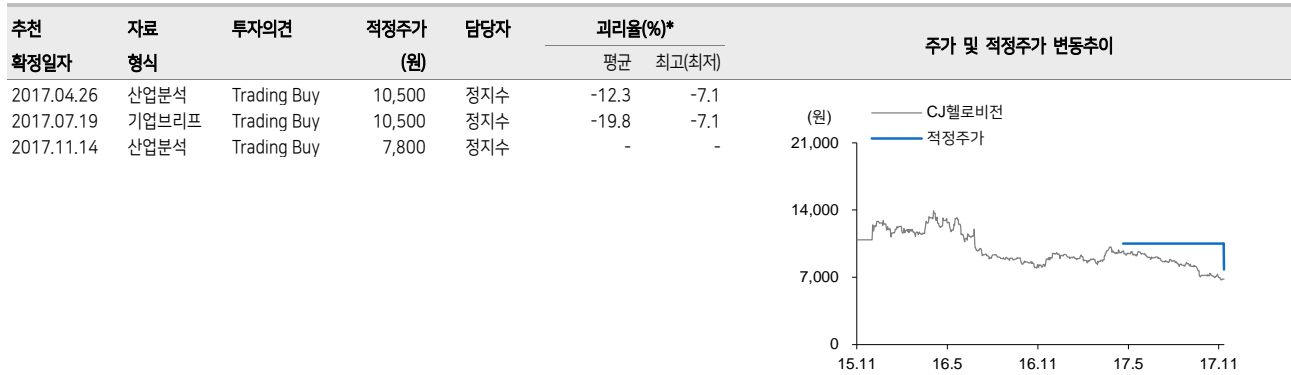 추천 자료 투자의견 적정주가 담당자 괴리율(%)* 주가 및 적정주가 변동추이
확정일자 형식 (원) 평균 최고(최저)
2017.04.26 산업분석 Trading Buy 10,500 정지수 -12.3 -7.1
2017.07.19 기업브리프 Trading Buy 10,500 정지수 -19.8 -7.1
2017.11.14 산업분석 Trading Buy 7,800 정지수 - -
(원) CJ헬로비전
적정주가
21,000
14,000
7,000
0
15.11 16.5 16.11 17.5 17.11